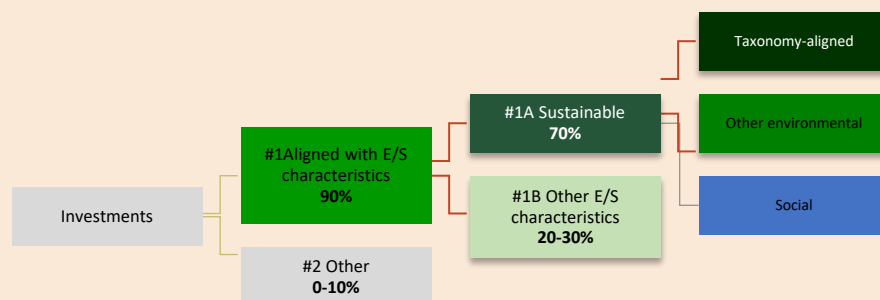 Taxonomy-aligned
#1A Sustainable
70%
Other environmental
#1Aligned with E/S
characteristics
90%
#1B Other E/S
characteristics
20-30%
Social
Investments
#2 Other
0-10%